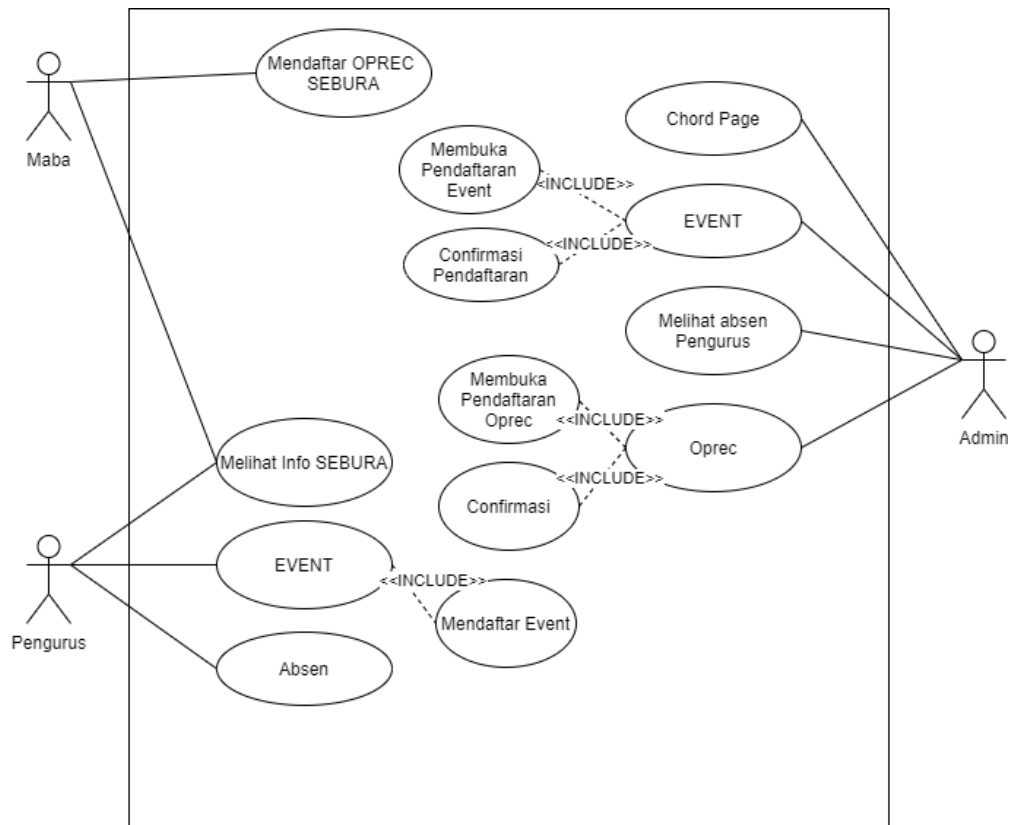 Mendaftar OPREC
SEBURA
Maba
Chord Page
Membuka
Pendaftaran
Event
<INCLUDE>>
EVENT
<<INCLUDE>>
Confirmasi
Pendaftaran
Melihat absen
Pengurus
Admin
Membuka
Pendaftaran
Oprec
<<INCLUDE>>
Oprec
<<INCLUDE>>
Confirmasi
Melihat Info SEBURA
EVENT
<<INCLUDE>>
Mendaftar Event
Pengurus
Absen